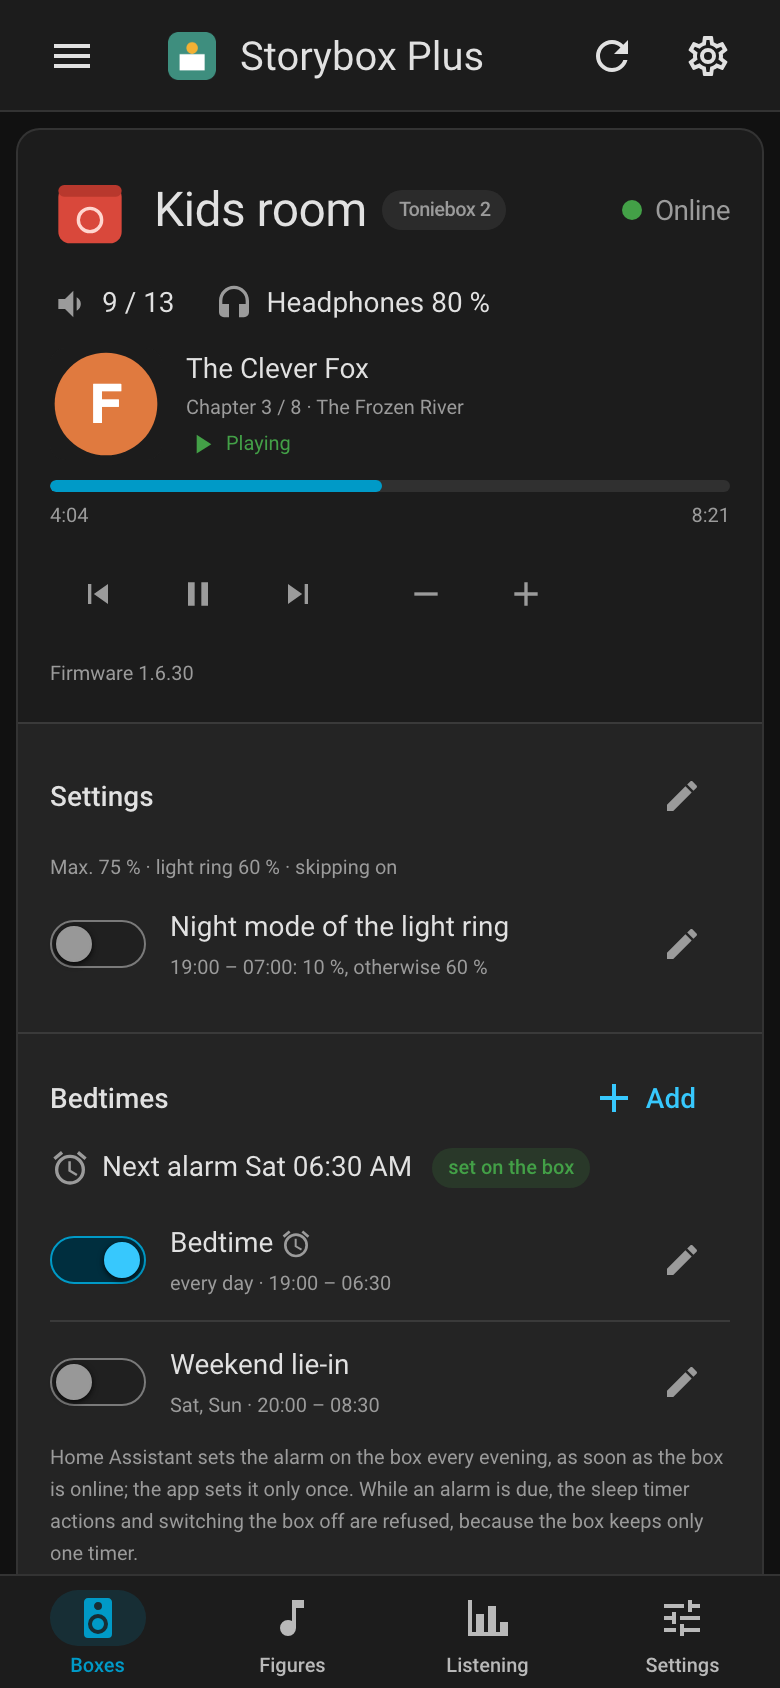 Storybox Plus
Kids room
Toniebox 2
Online
9 / 13
Headphones 80 %
F
The Clever Fox
Chapter 3 / 8 · The Frozen River
Playing
4:04
8:21
Firmware 1.6.30
Settings
Max. 75 % · light ring 60 % · skipping on
Night mode of the light ring
19:00 – 07:00: 10 %, otherwise 60 %
Bedtimes
Add
Next alarm Sat 06:30 AM
set on the box
Bedtime
every day · 19:00 – 06:30
Weekend lie-in
Sat, Sun · 20:00 – 08:30
Home Assistant sets the alarm on the box every evening, as soon as the box
is online; the app sets it only once. While an alarm is due, the sleep timer
actions and switching the box off are refused, because the box keeps only
one timer.
Boxes
Figures
Listening
Settings